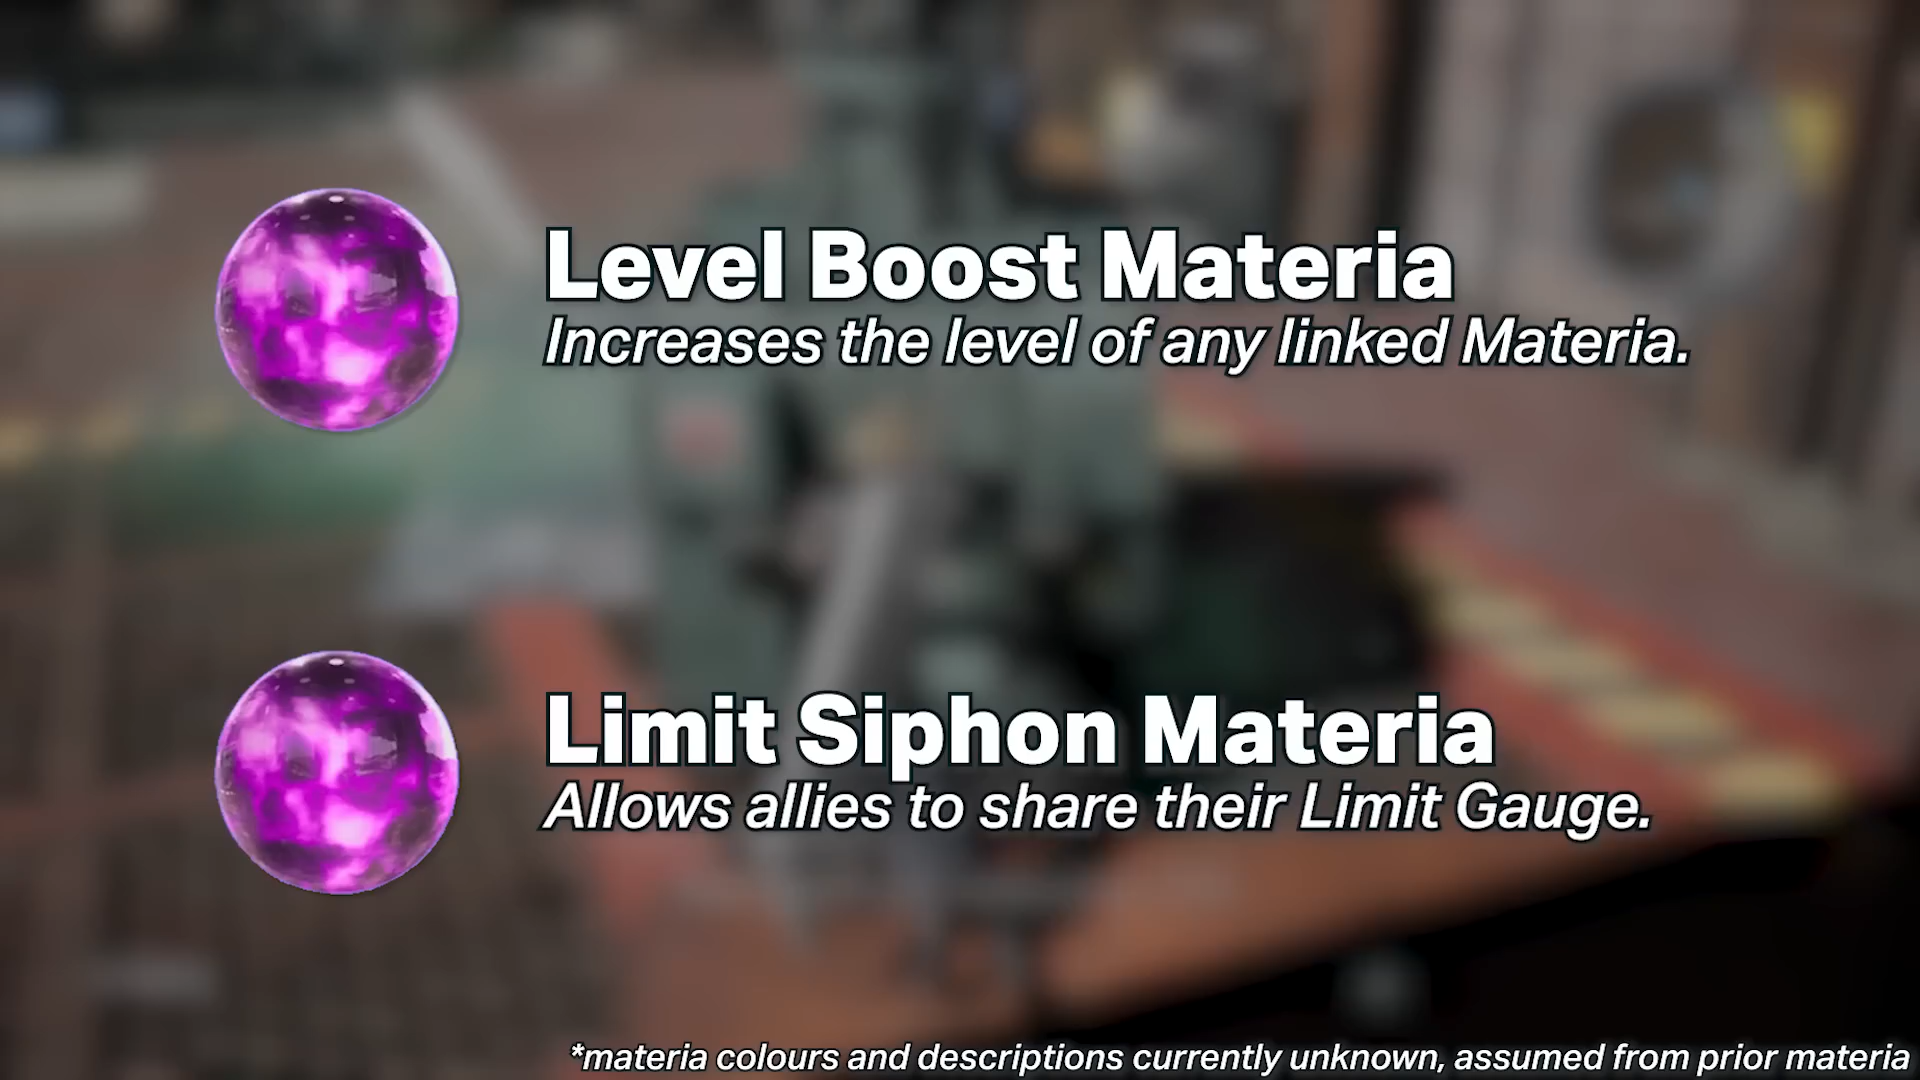 Level Boost Materia
Increases the level of any linked Materia.
Limit Siphon Materia
Allows allies to share their Limit Gauge.
*materia colours and descriptions currently unknown, assumed from prior materia